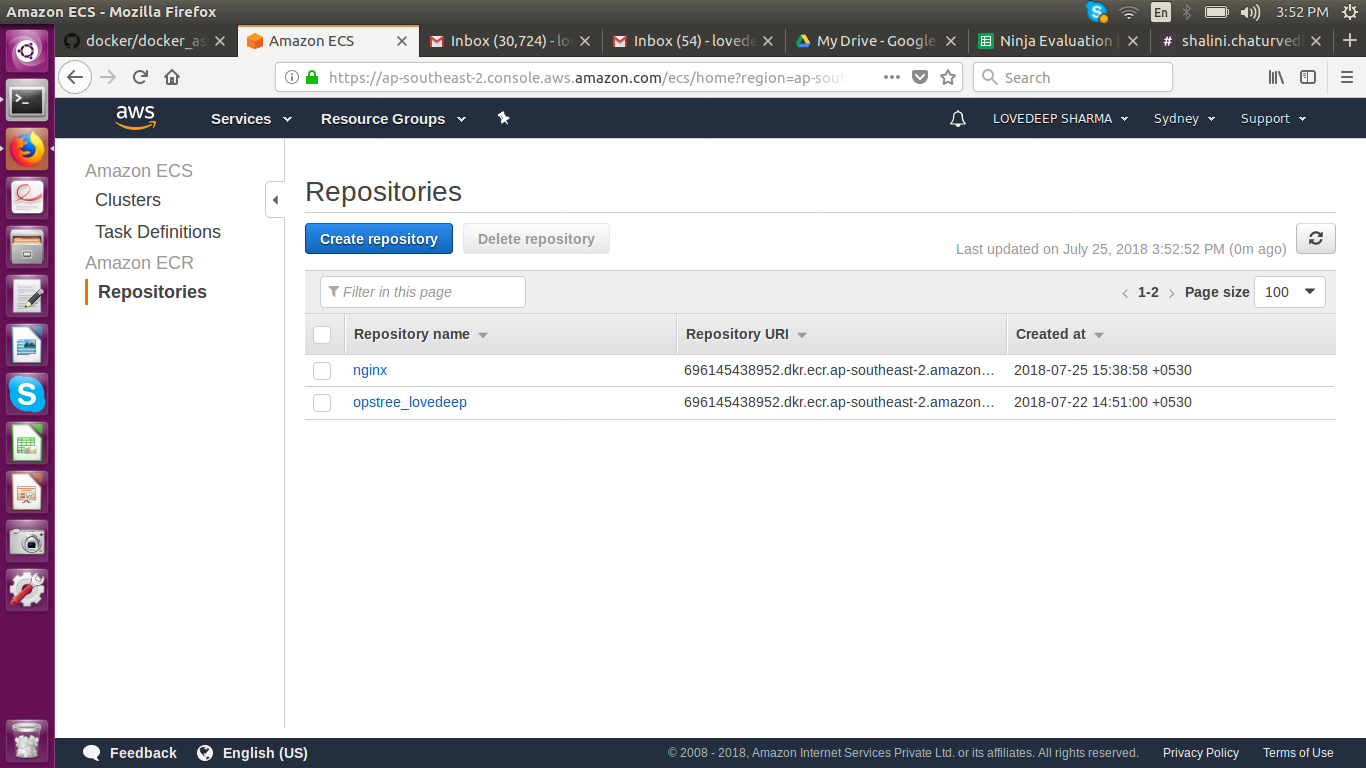 Amazon ECS - Mozilla Firefox
En
3:52 PM
docker/docker_as
Amazon ECS
Inbox (30,724) - lo
Inbox (54) - lovede
My Drive - Google
Ninja Evaluation
# shalini.chaturved
https://ap-southeast-2.console.aws.amazon.com/ecs/home?region=ap-sout
Search
aws
Services
Resource Groups
LOVEDEEP SHARMA
Sydney
Support
Amazon ECS
Clusters
Task Definitions
Amazon ECR
Repositories
Repositories
Create repository
Delete repository
Last updated on July 25, 2018 3:52:52 PM (0m ago)
Filter in this page
1-2
Page size
100
Repository name
Repository URI
Created at
nginx
696145438952.dkr.ecr.ap-southeast-2.amazon…
2018-07-25 15:38:58 +0530
opstree_lovedeep
696145438952.dkr.ecr.ap-southeast-2.amazon…
2018-07-22 14:51:00 +0530
Feedback
English (US)
© 2008 - 2018, Amazon Internet Services Private Ltd. or its affiliates. All rights reserved.
Privacy Policy
Terms of Use